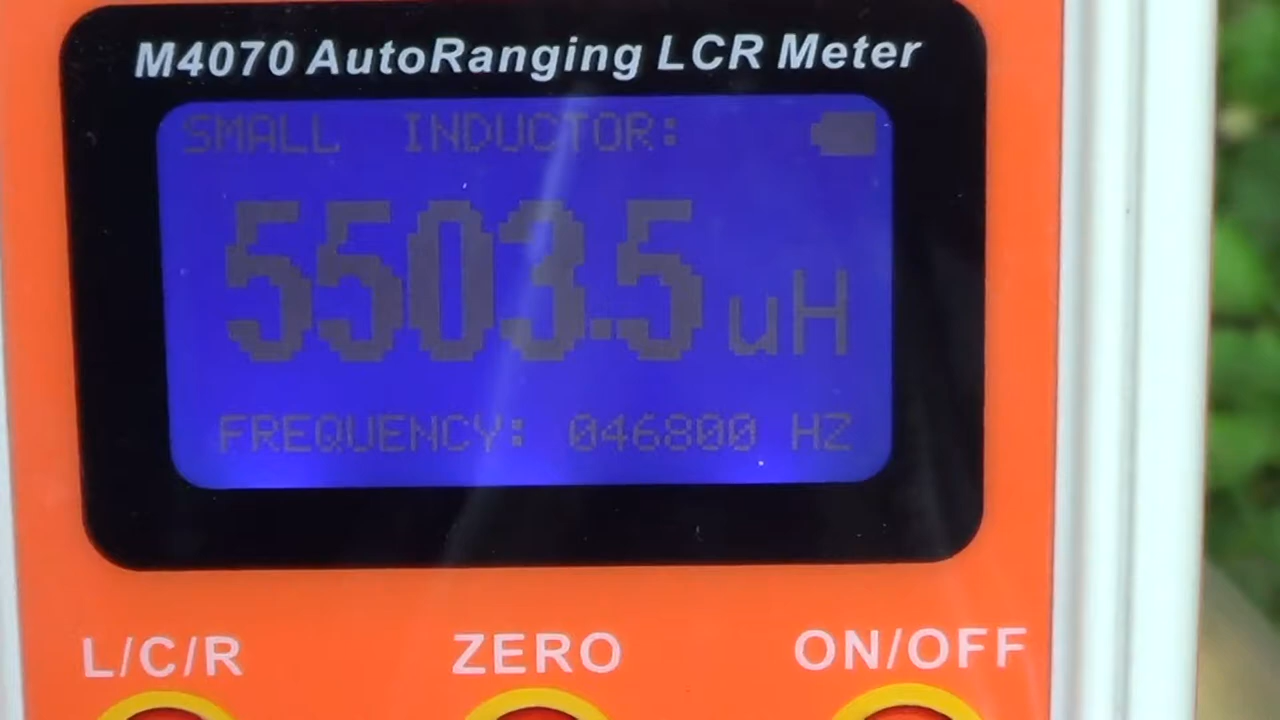 M4070 AutoRanging LCR Meter
SMALL INDUCTOR:
5503.5 uH
FREQUENCY: 046800 HZ
L/C/R ZERO ON/OFF